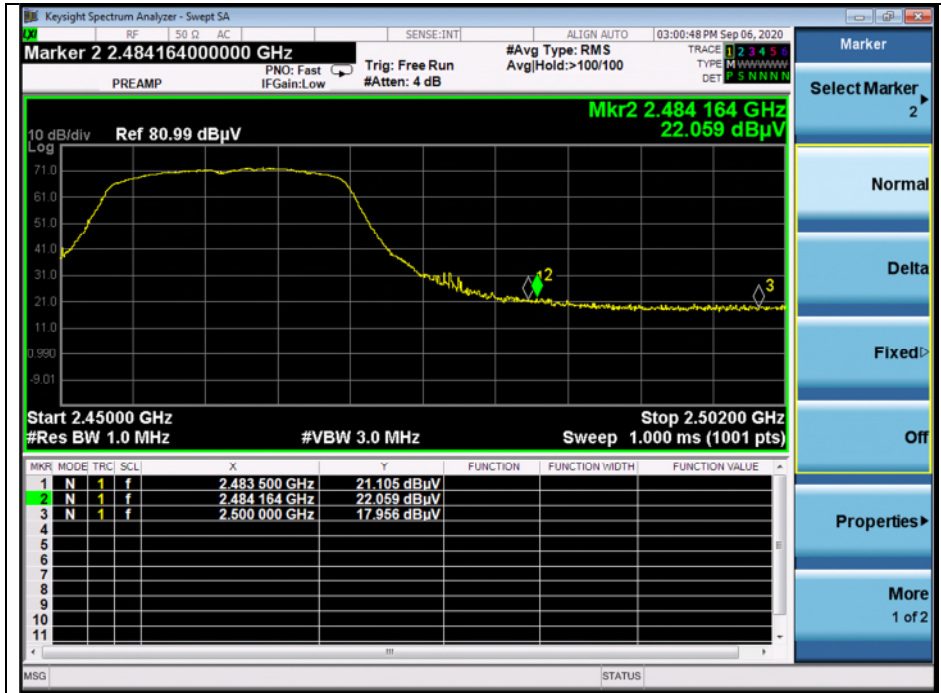 Keysight Spectrum Analyzer - Swept SA
LXI RF 50 Ω AC SENSE:INT ALIGN AUTO 03:00:48 PM Sep 06, 2020
Marker 2 2.484164000000 GHz
PREAMP
PNO: Fast
IFGain:Low
Trig: Free Run
#Atten: 4 dB
#Avg Type: RMS
Avg|Hold:>100/100
TRACE 1 2 3 4 5 6
TYPE M W W W W W
DET P S N N N N
Mkr2 2.484 164 GHz
22.059 dBµV
10 dB/div Ref 80.99 dBµV
Log
71.0
61.0
51.0
41.0
31.0
21.0
11.0
0.990
-9.01
1 2
3
Start 2.45000 GHz Stop 2.50200 GHz
#Res BW 1.0 MHz #VBW 3.0 MHz Sweep 1.000 ms (1001 pts)
MKR MODE TRC SCL X Y FUNCTION FUNCTION WIDTH FUNCTION VALUE
1 N 1 f 2.483 500 GHz 21.105 dBµV
2 N 1 f 2.484 164 GHz 22.059 dBµV
3 N 1 f 2.500 000 GHz 17.956 dBµV
4
5
6
7
8
9
10
11
MSG STATUS
Marker
Select Marker
2
Normal
Delta
Fixed
Off
Properties
More
1 of 2